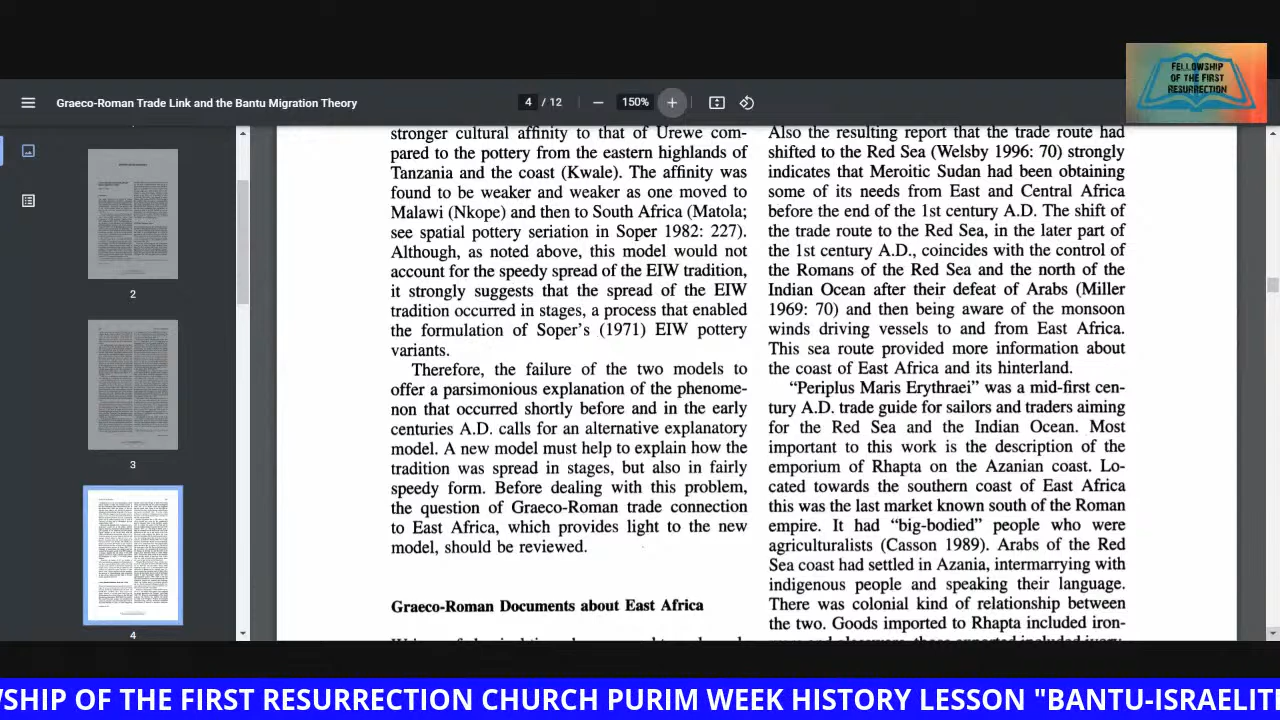 FELLOWSHIP
OF THE FIRST
RESURRECTION
Graeco-Roman Trade Link and the Bantu Migration Theory
4 / 12
150%
2
3
4
stronger cultural affinity to that of Urewe com-
pared to the pottery from the eastern highlands of
Tanzania and the coast (Kwale). The affinity was
found to be weaker and weaker as one moved to
Malawi (Nkope) and then to South Africa (Matola;
see spatial pottery seriation in Soper 1982: 227).
Although, as noted above, this model would not
account for the speedy spread of the EIW tradition,
it strongly suggests that the spread of the EIW
tradition occurred in stages, a process that enabled
the formulation of Soper's (1971) EIW pottery
variants.
Therefore, the failure of the two models to
offer a parsimonious explanation of the phenome-
non that occurred shortly before and in the early
centuries A.D. calls for an alternative explanatory
model. A new model must help to explain how the
tradition was spread in stages, but also in fairly
speedy form. Before dealing with this problem,
the question of Graeco-Roman trade connection
to East Africa, which provides light to the new
model, should be reviewed.
Graeco-Roman Documents about East Africa
Also the resulting report that the trade route had
shifted to the Red Sea (Welsby 1996: 70) strongly
indicates that Meroitic Sudan had been obtaining
some of its needs from East and Central Africa
before the end of the 1st century A.D. The shift of
the trade route to the Red Sea, in the later part of
the 1st century A.D., coincides with the control of
the Romans of the Red Sea and the north of the
Indian Ocean after their defeat of Arabs (Miller
1969: 70) and then being aware of the monsoon
winds driving vessels to and from East Africa.
This sea route provided more information about
the coast of East Africa and its hinterland.
"Periplus Maris Erythraei" was a mid-first cen-
tury A.D. trade guide for sailors and traders aiming
for the Red Sea and the Indian Ocean. Most
important to this work is the description of the
emporium of Rhapta on the Azanian coast. Lo-
cated towards the southern coast of East Africa
this was the last market known south of the Roman
empire. It had "big-bodied" people who were
agriculturalists (Casson 1989). Arabs of the Red
Sea coast had settled in Azania, intermarrying with
indigenous people and speaking their language.
There was colonial kind of relationship between
the two. Goods imported to Rhapta included iron-
WSHIP OF THE FIRST RESURRECTION CHURCH PURIM WEEK HISTORY LESSON "BANTU-ISRAELITE